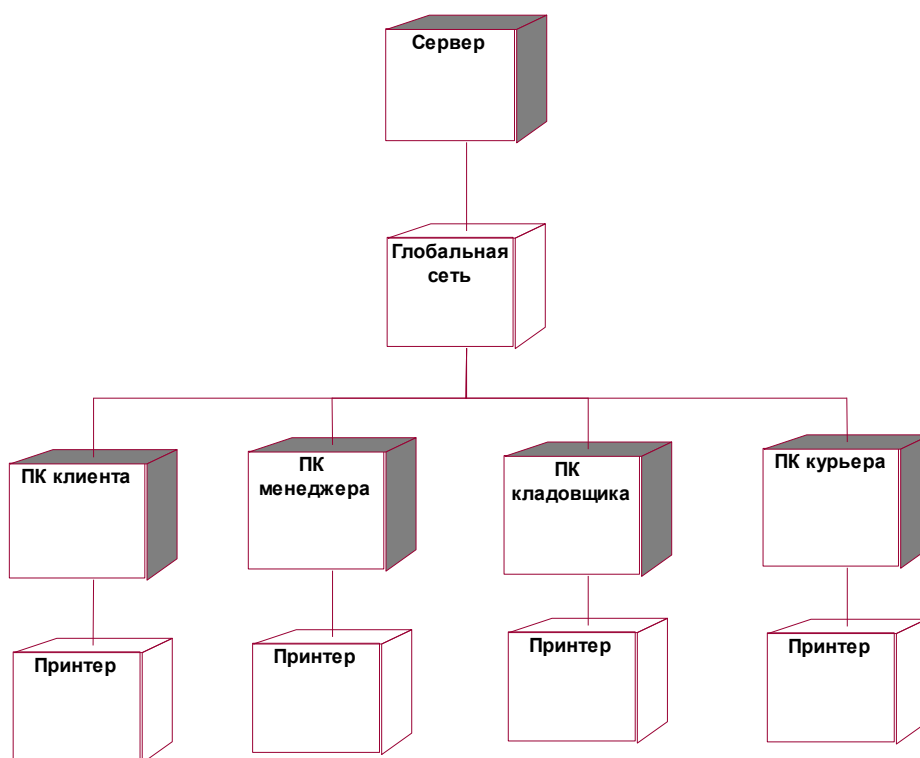 Сервер
Глобальная
сеть
ПК клиента
ПК
менеджера
ПК
кладовщика
ПК курьера
Принтер
Принтер
Принтер
Принтер